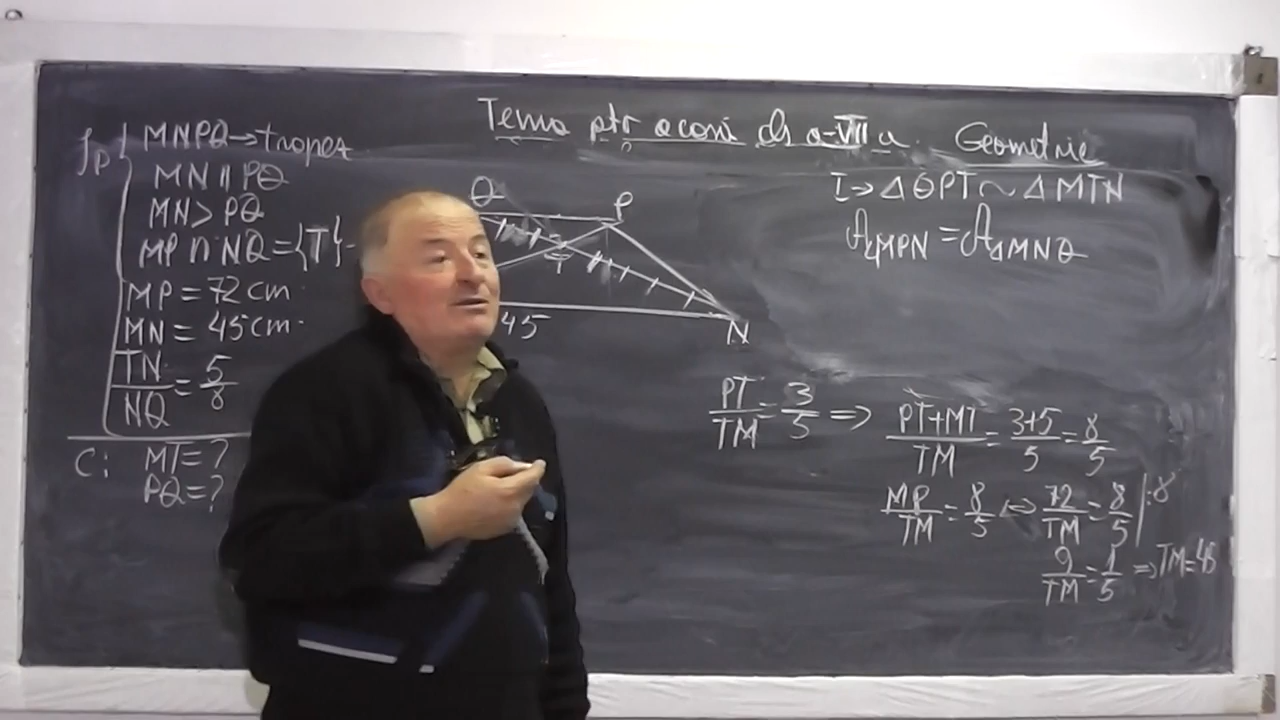 Tema ptr acasă cls a-VII a. Geometrie
Ip
MNPQ → trapez
MN ∥ PQ
MN > PQ
MP ∩ NQ = {T}
MP = 72 cm
MN = 45 cm
TN/NQ = 5/8
C: MT = ?
PQ = ?
Q P
T
45
N
I → ΔQPT ~ ΔMTN
A ΔMPN = A ΔMNQ
PT/TM = 3/5 ⇒ PT+MT/TM = 3+5/5 = 8/5
MP/TM = 8/5 ⇔ 72/TM = 8/5 | :8
9/TM = 1/5 ⇒ TM = 45